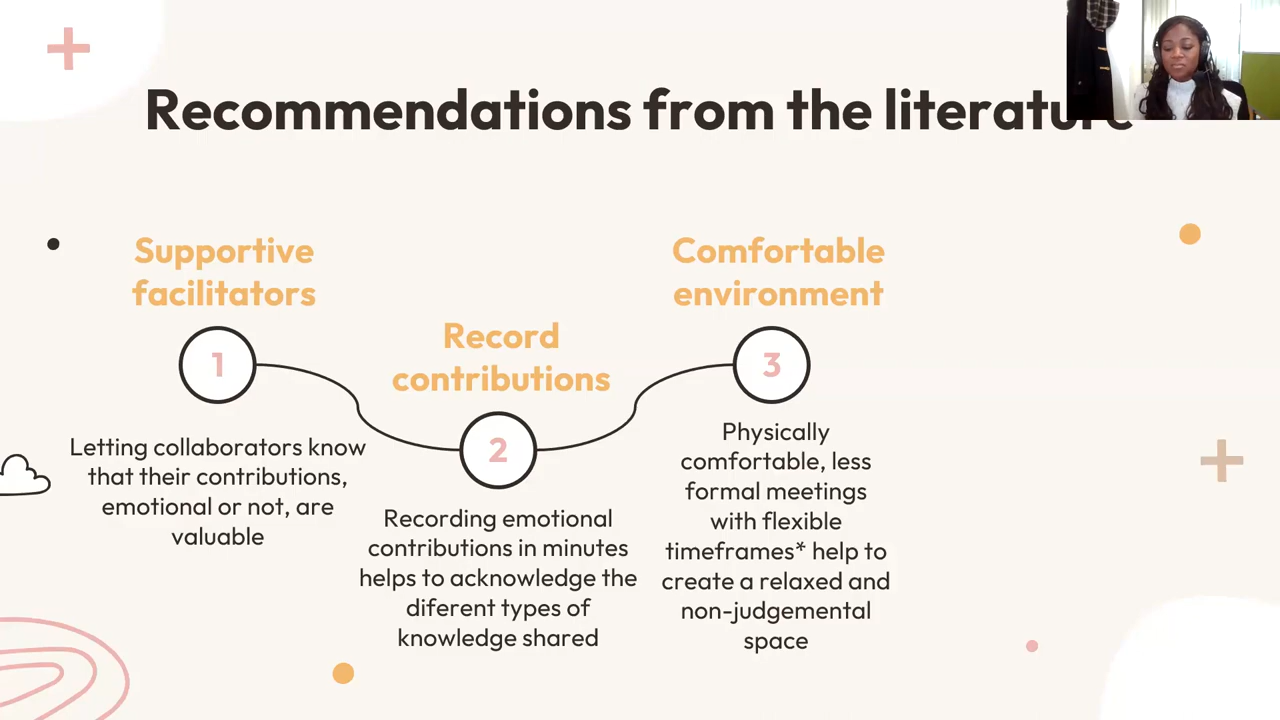 Recommendations from the literature
Supportive
facilitators
1
Letting collaborators know
that their contributions,
emotional or not, are
valuable
Record
contributions
2
Recording emotional
contributions in minutes
helps to acknowledge the
diferent types of
knowledge shared
Comfortable
environment
3
Physically
comfortable, less
formal meetings
with flexible
timeframes* help to
create a relaxed and
non-judgemental
space